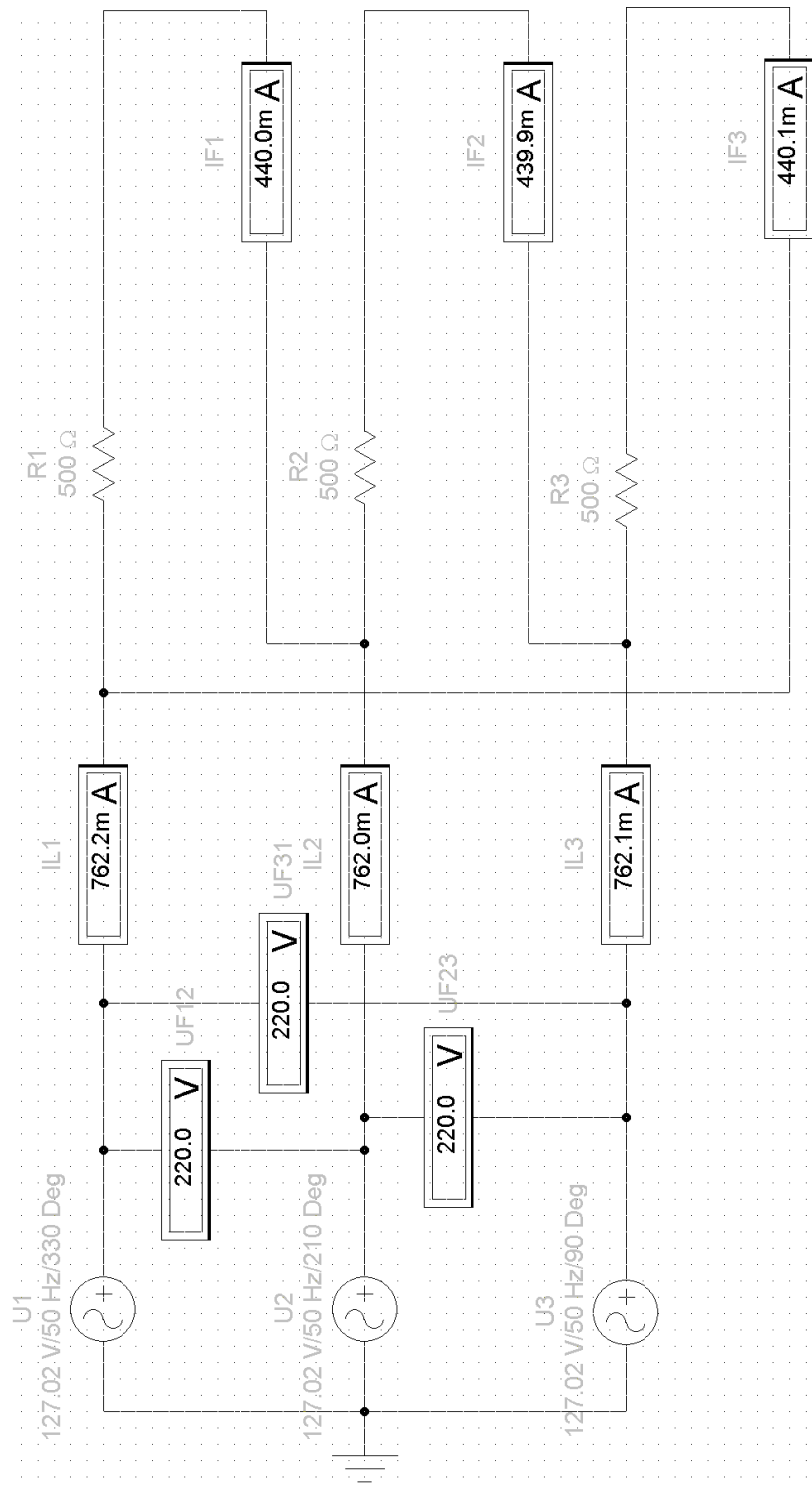 U1
127.02 V/50 Hz/330 Deg
UF12
220.0 V
IL1
762.2m A
R1
500 Ω
IF1
440.0m A
UF31
220.0 V
U2
127.02 V/50 Hz/210 Deg
UF23
220.0 V
IL2
762.0m A
R2
500 Ω
IF2
439.9m A
U3
127.02 V/50 Hz/90 Deg
IL3
762.1m A
R3
500 Ω
IF3
440.1m A